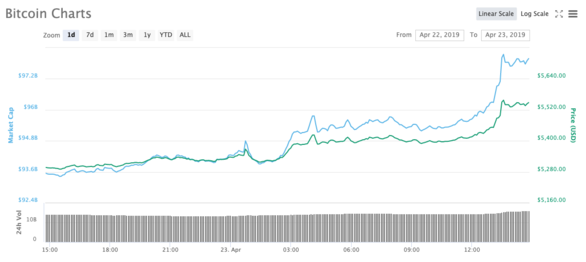 Bitcoin Charts
Linear Scale Log Scale
Zoom 1d 7d 1m 3m 1y YTD ALL
From Apr 22, 2019 To Apr 23, 2019
$97.2B
$96B
$94.8B
$93.6B
$92.4B
Market Cap
$5,640.00
$5,520.00
$5,400.00
$5,280.00
$5,160.00
Price (USD)
24h Vol
10B
0
15:00 18:00 21:00 23. Apr 03:00 06:00 09:00 12:00